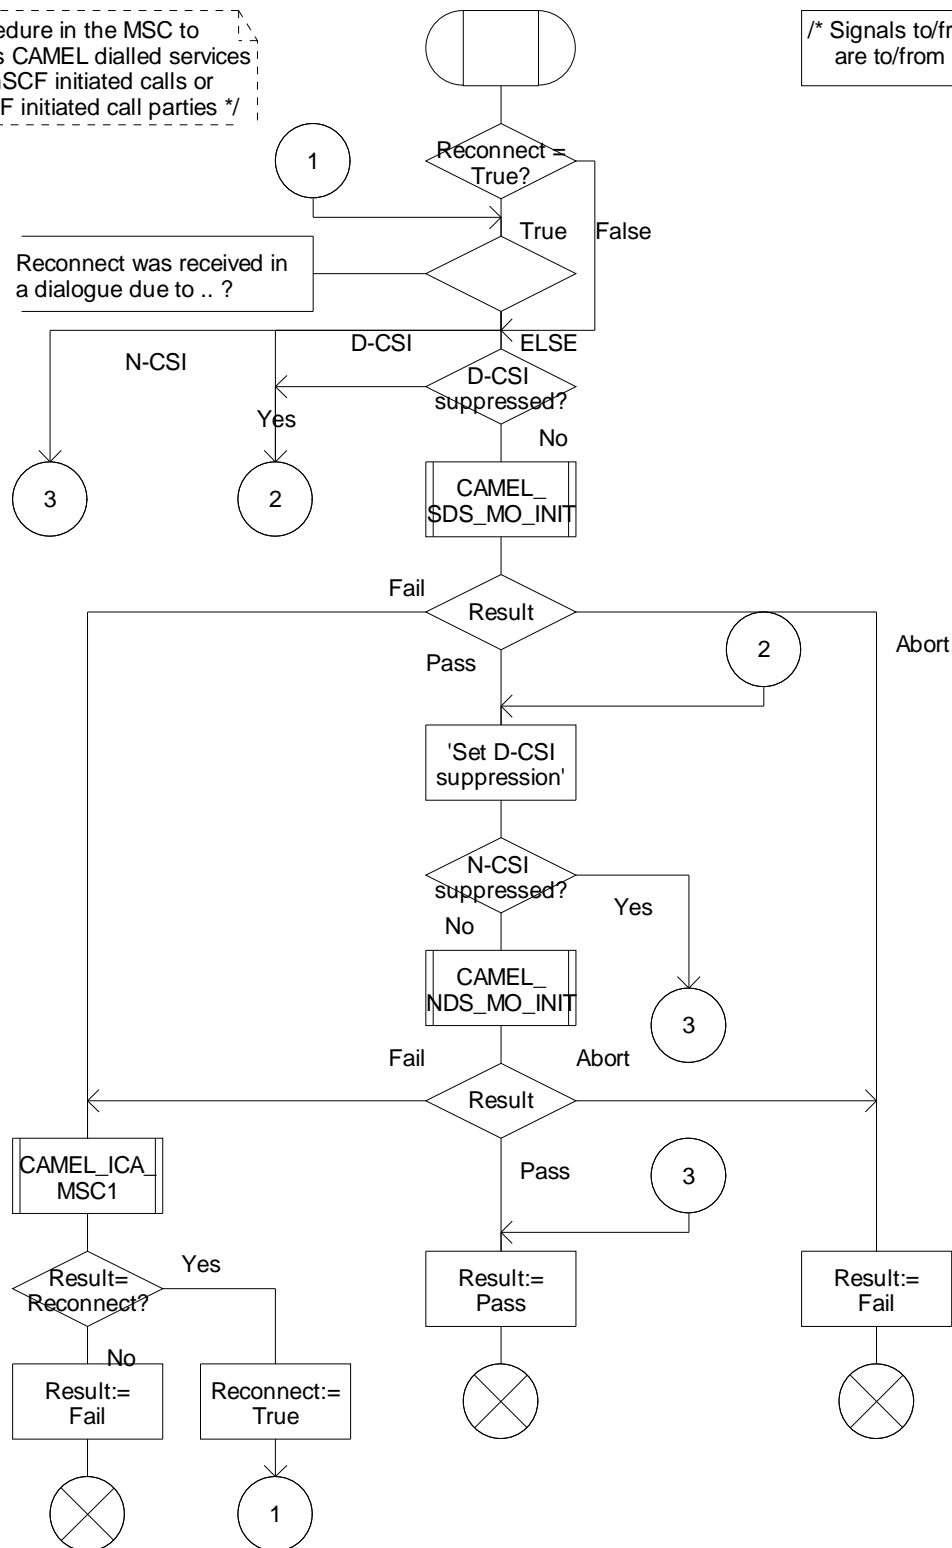 edure in the MSC to
s CAMEL dialled services
SCF initiated calls or
F initiated call parties */
/* Signals to/fr
are to/from
1
Reconnect =
True?
True
False
Reconnect was received in
a dialogue due to .. ?
N-CSI
D-CSI
ELSE
D-CSI
suppressed?
Yes
No
3
2
CAMEL_
SDS_MO_INIT
Fail
Result
Abort
Pass
2
'Set D-CSI
suppression'
N-CSI
suppressed?
Yes
No
CAMEL_
NDS_MO_INIT
3
Fail
Abort
Result
CAMEL_ICA_
MSC1
Pass
3
Yes
Result=
Reconnect?
Result:=
Pass
Result:=
Fail
No
Result:=
Fail
Reconnect:=
True
1